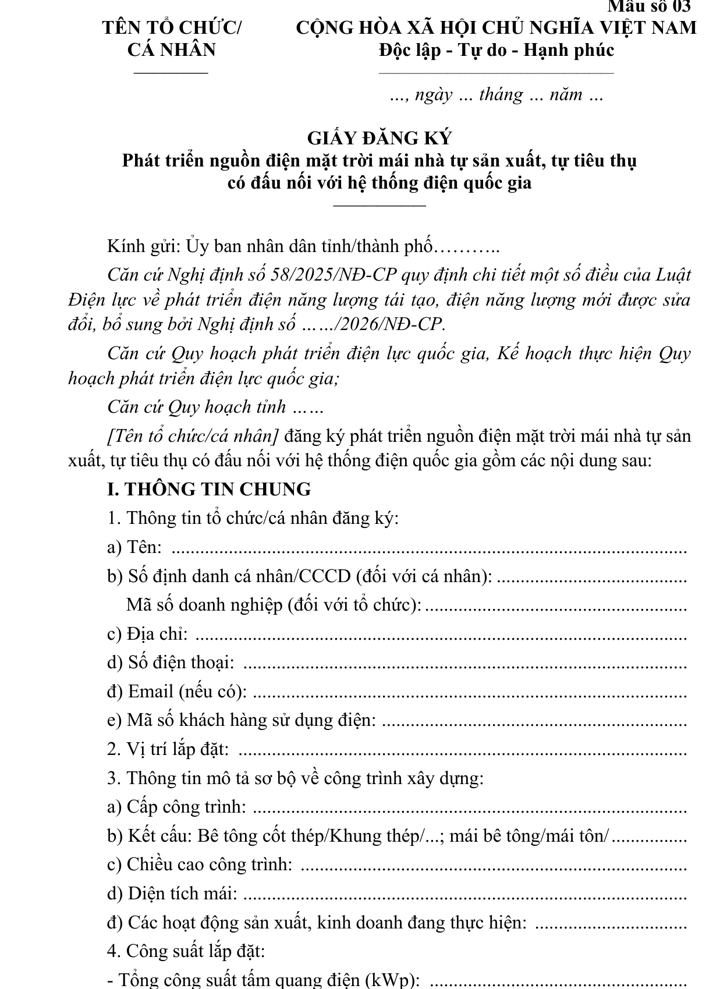 Mẫu số 03
TÊN TỔ CHỨC/
CÁ NHÂN
CỘNG HÒA XÃ HỘI CHỦ NGHĨA VIỆT NAM
Độc lập - Tự do - Hạnh phúc
..., ngày ... tháng ... năm ...
GIẤY ĐĂNG KÝ
Phát triển nguồn điện mặt trời mái nhà tự sản xuất, tự tiêu thụ
có đấu nối với hệ thống điện quốc gia
Kính gửi: Ủy ban nhân dân tỉnh/thành phố………..
Căn cứ Nghị định số 58/2025/NĐ-CP quy định chi tiết một số điều của Luật
Điện lực về phát triển điện năng lượng tái tạo, điện năng lượng mới được sửa
đổi, bổ sung bởi Nghị định số ....../2026/NĐ-CP.
Căn cứ Quy hoạch phát triển điện lực quốc gia, Kế hoạch thực hiện Quy
hoạch phát triển điện lực quốc gia;
Căn cứ Quy hoạch tỉnh ......
[Tên tổ chức/cá nhân] đăng ký phát triển nguồn điện mặt trời mái nhà tự sản
xuất, tự tiêu thụ có đấu nối với hệ thống điện quốc gia gồm các nội dung sau:
I. THÔNG TIN CHUNG
1. Thông tin tổ chức/cá nhân đăng ký:
a) Tên: ..........
b) Số định danh cá nhân/CCCD (đối với cá nhân): ..........
Mã số doanh nghiệp (đối với tổ chức): ..........
c) Địa chỉ: ..........
d) Số điện thoại: ..........
đ) Email (nếu có): ..........
e) Mã số khách hàng sử dụng điện: ..........
2. Vị trí lắp đặt: ..........
3. Thông tin mô tả sơ bộ về công trình xây dựng:
a) Cấp công trình: ..........
b) Kết cấu: Bê tông cốt thép/Khung thép/...; mái bê tông/mái tôn/..........
c) Chiều cao công trình: ..........
d) Diện tích mái: ..........
đ) Các hoạt động sản xuất, kinh doanh đang thực hiện: ..........
4. Công suất lắp đặt:
- Tổng công suất tấm quang điện (kWp): ..........